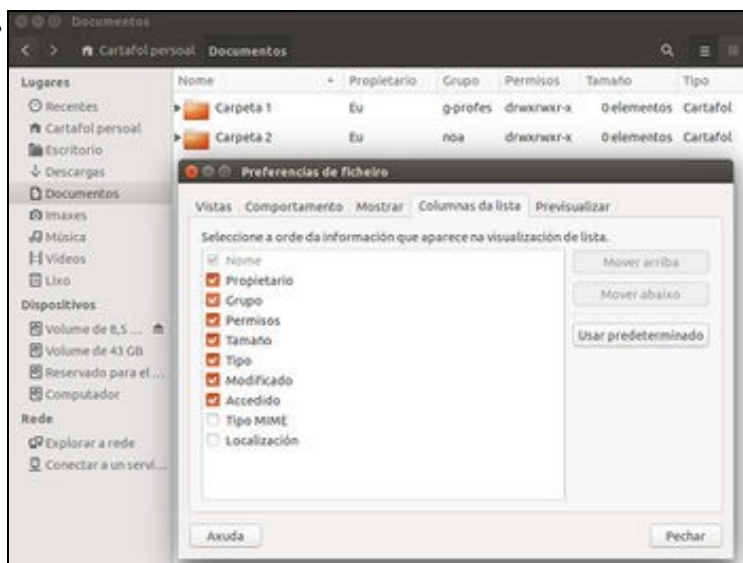 Documentos
Cartafol persoal Documentos
Lugares
Recentes
Cartafol persoal
Escritorio
Descargas
Documentos
Imaxes
Música
Vídeos
Lixo
Dispositivos
Volume de 8,5 ...
Volume de 43 GB
Reservado para el ...
Computador
Rede
Explorar a rede
Conectar a un servi...
Nome Propietario Grupo Permisos Tamaño Tipo
Carpeta 1 Eu g-profes drwxrwxr-x 0 elementos Cartafol
Carpeta 2 Eu noa drwxrwxr-x 0 elementos Cartafol
Preferencias de ficheiro
Vistas Comportamento Mostrar Columnas da lista Previsualizar
Seleccione a orde da información que aparece na visualización de lista.
Nome
Propietario
Grupo
Permisos
Tamaño
Tipo
Modificado
Accedido
Tipo MIME
Localización
Mover arriba
Mover abaixo
Usar predeterminado
Axuda
Pechar